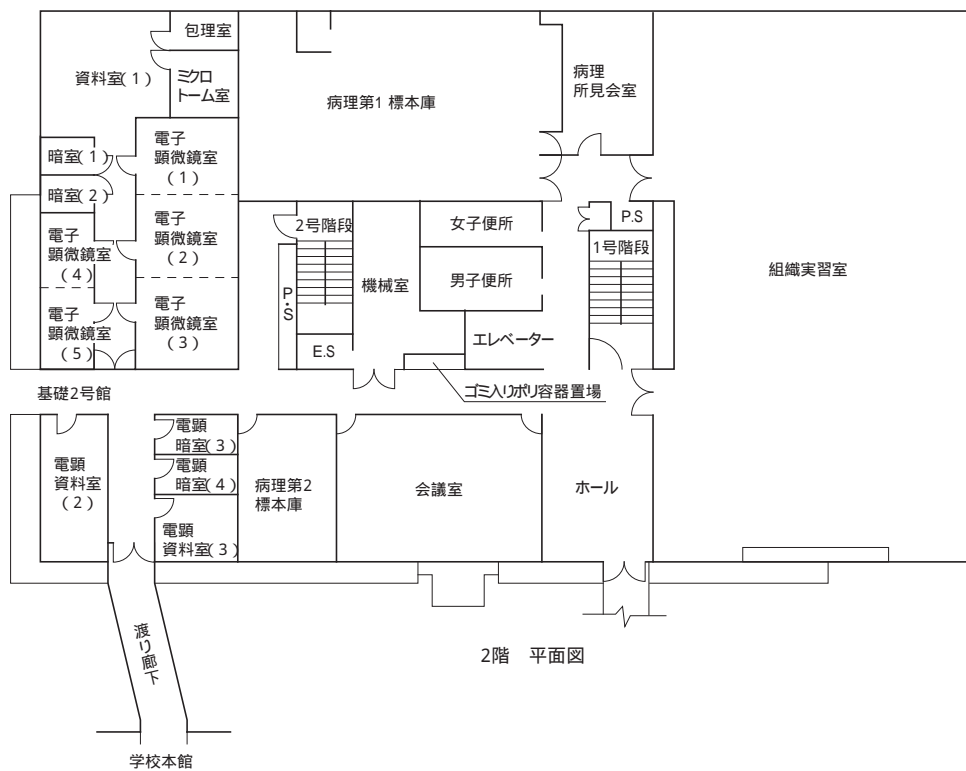 包理室
資料室(1)
ミクロ
トーム室
病理第1 標本庫
病理
所見会室
暗室(1)
暗室(2)
電子
顕微鏡室
(1)
電子
顕微鏡室
(2)
電子
顕微鏡室
(3)
電子
顕微鏡室
(4)
電子
顕微鏡室
(5)
2号階段
P・S
E.S
機械室
女子便所
男子便所
エレベーター
P.S
1号階段
組織実習室
ゴミ入りポリ容器置場
基礎2号館
電顕
資料室
(2)
電顕
暗室(3)
電顕
暗室(4)
電顕
資料室(3)
病理第2
標本庫
会議室
ホール
渡り廊下
2階 平面図
学校本館